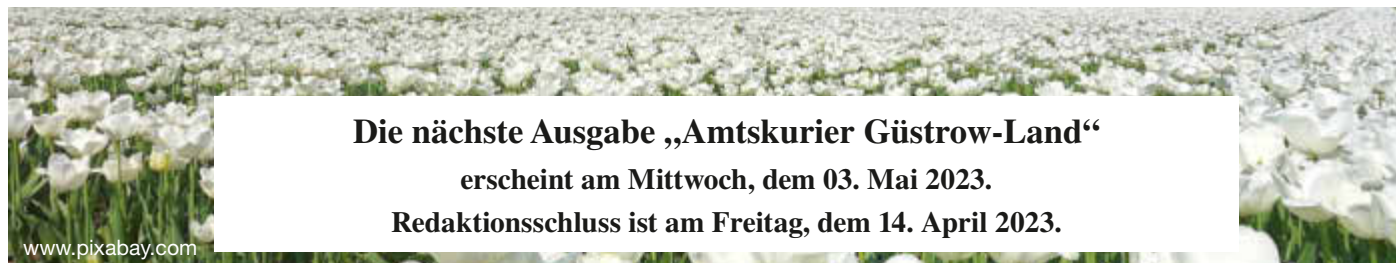 Die nächste Ausgabe „Amtskurier Güstrow-Land“
erscheint am Mittwoch, dem 03. Mai 2023.
Redaktionsschluss ist am Freitag, dem 14. April 2023.
www.pixabay.com